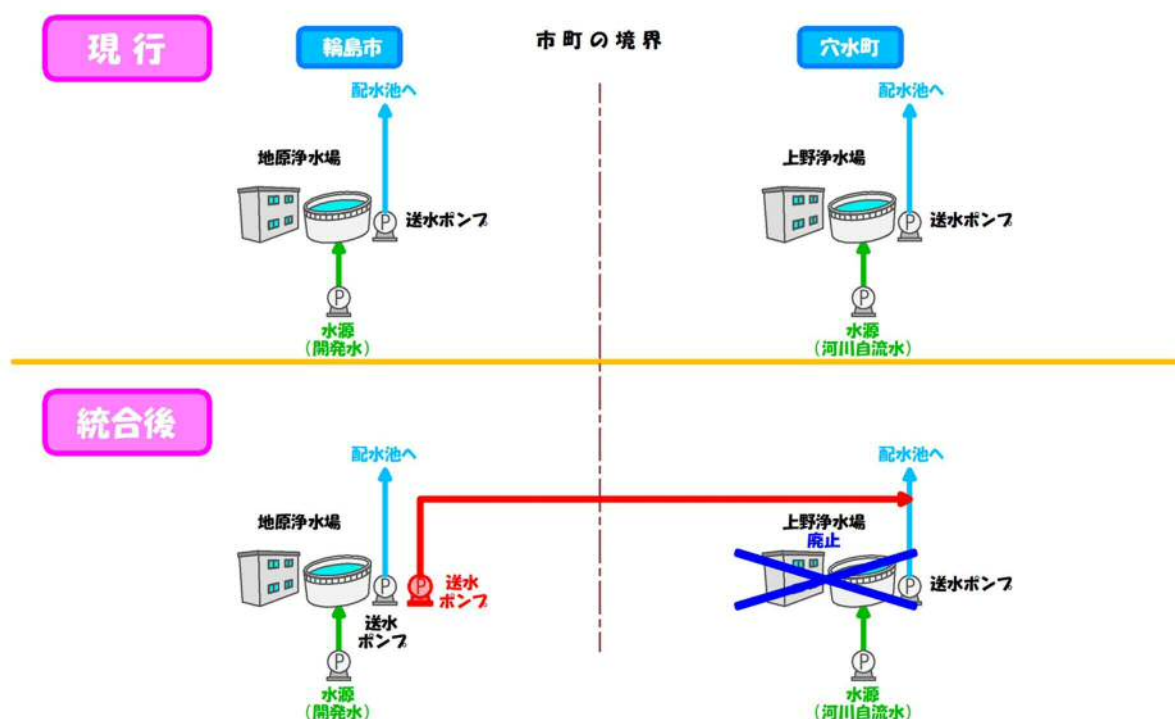 現行
輪島市
市町の境界
穴水町
配水池へ
配水池へ
地原浄水場
上野浄水場
送水ポンプ
送水ポンプ
P
P
P
P
水源
(開発水)
水源
(河川自流水)
統合後
配水池へ
配水池へ
地原浄水場
上野浄水場
廃止
P
P
送水
ポンプ
P
送水ポンプ
送水
ポンプ
P
P
水源
(開発水)
水源
(河川自流水)